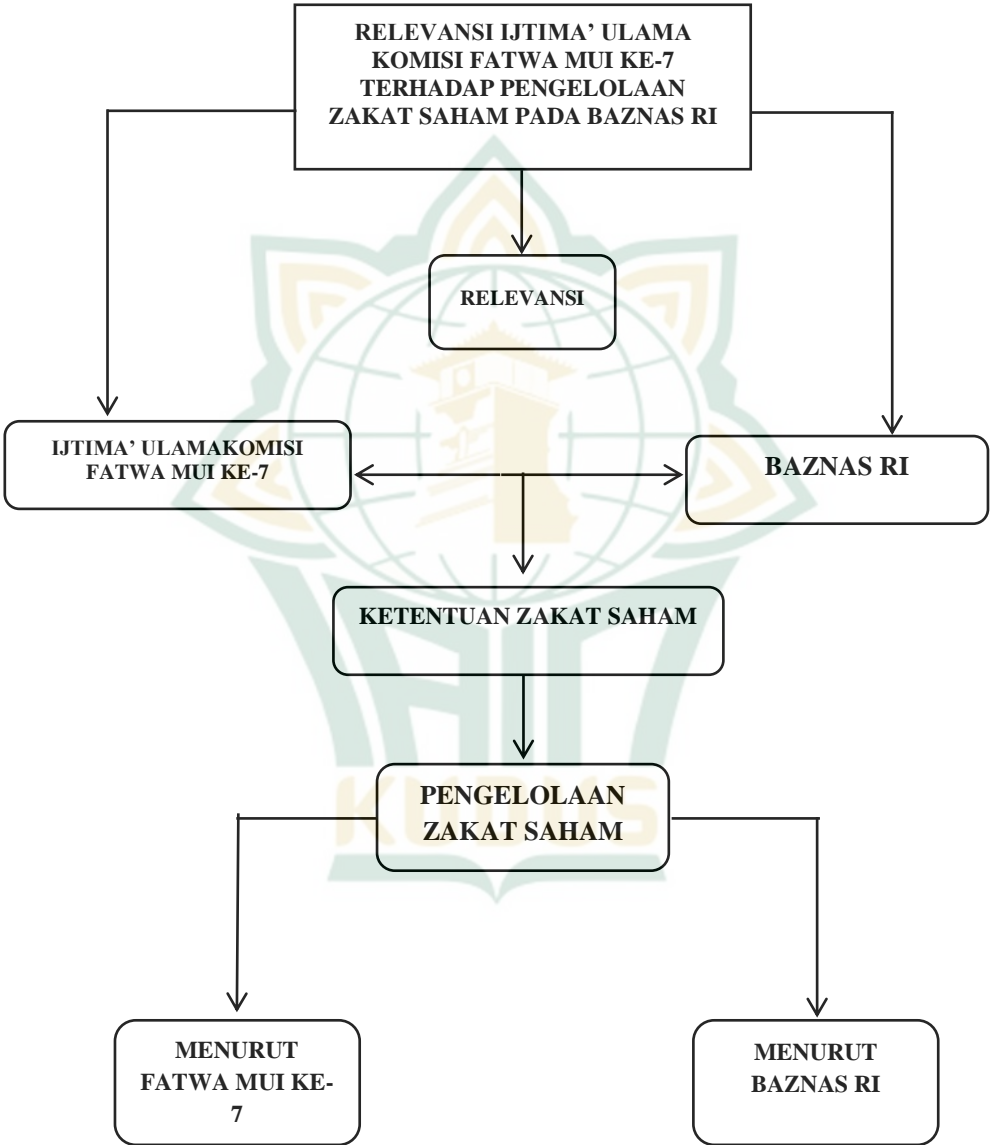 RELEVANSI IJTIMA’ ULAMA
KOMISI FATWA MUI KE-7
TERHADAP PENGELOLAAN
ZAKAT SAHAM PADA BAZNAS RI
RELEVANSI
IJTIMA’ ULAMAKOMISI
FATWA MUI KE-7
BAZNAS RI
KETENTUAN ZAKAT SAHAM
IAIN
PENGELOLAAN
ZAKAT SAHAM
KUDUS
MENURUT
FATWA MUI KE-
7
MENURUT
BAZNAS RI